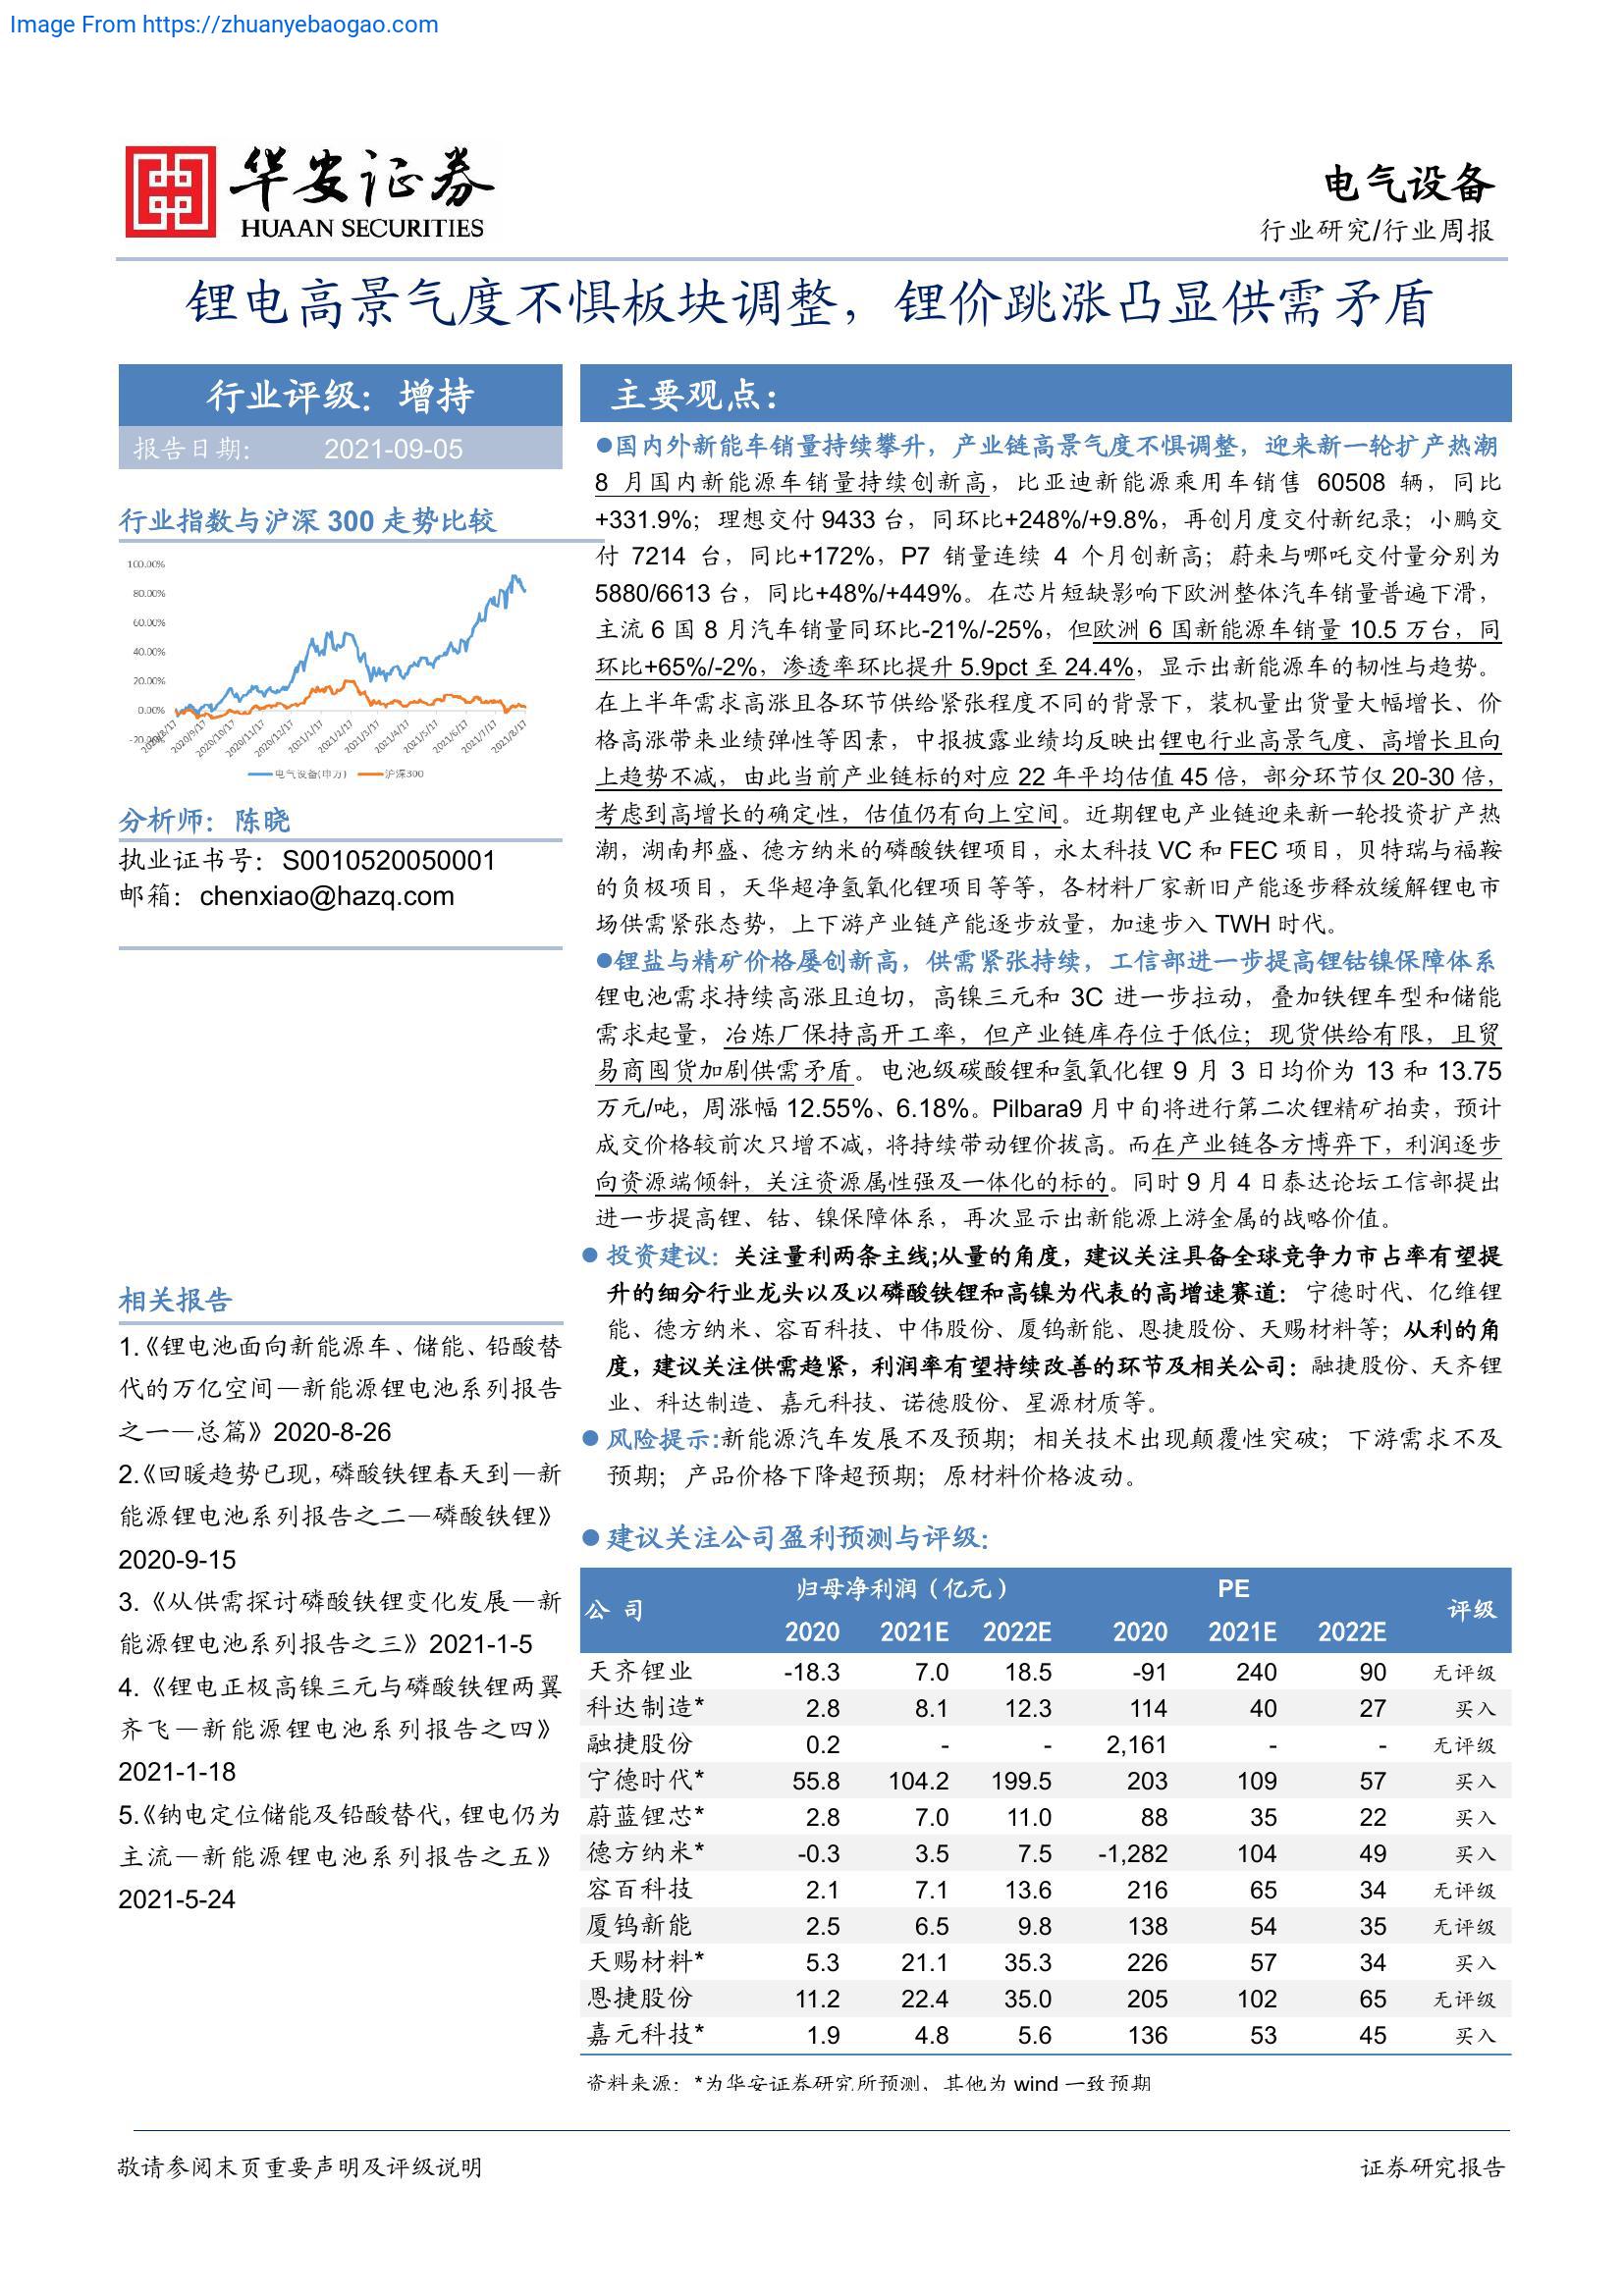 Image From https://zhuanyebaogao.com
华安证券
HUAAN SECURITIES
电气设备
行业研究/行业周报
锂电高景气度不惧板块调整，锂价跳涨凸显供需矛盾
行业评级：增持
报告日期： 2021-09-05
行业指数与沪深 300 走势比较
100.00%
80.00%
60.00%
40.00%
20.00%
0.00%
-20.00%
2020/8/17
2020/9/17
2020/10/17
2020/11/17
2020/12/17
2021/1/17
2021/2/17
2021/3/17
2021/4/17
2021/5/17
2021/6/17
2021/7/17
2021/8/17
电气设备(申万) 沪深300
分析师：陈晓
执业证书号：S0010520050001
邮箱：chenxiao@hazq.com
相关报告
1.《锂电池面向新能源车、储能、铅酸替
代的万亿空间—新能源锂电池系列报告
之一—总篇》2020-8-26
2.《回暖趋势已现，磷酸铁锂春天到—新
能源锂电池系列报告之二—磷酸铁锂》
2020-9-15
3.《从供需探讨磷酸铁锂变化发展—新
能源锂电池系列报告之三》2021-1-5
4.《锂电正极高镍三元与磷酸铁锂两翼
齐飞—新能源锂电池系列报告之四》
2021-1-18
5.《钠电定位储能及铅酸替代，锂电仍为
主流—新能源锂电池系列报告之五》
2021-5-24
主要观点：
●国内外新能车销量持续攀升，产业链高景气度不惧调整，迎来新一轮扩产热潮
8 月国内新能源车销量持续创新高，比亚迪新能源乘用车销售 60508 辆，同比
+331.9%；理想交付 9433 台，同环比+248%/+9.8%，再创月度交付新纪录；小鹏交
付 7214 台，同比+172%，P7 销量连续 4 个月创新高；蔚来与哪吒交付量分别为
5880/6613 台，同比+48%/+449%。在芯片短缺影响下欧洲整体汽车销量普遍下滑，
主流 6 国 8 月汽车销量同环比-21%/-25%，但欧洲 6 国新能源车销量 10.5 万台，同
环比+65%/-2%，渗透率环比提升 5.9pct 至 24.4%，显示出新能源车的韧性与趋势。
在上半年需求高涨且各环节供给紧张程度不同的背景下，装机量出货量大幅增长、价
格高涨带来业绩弹性等因素，中报披露业绩均反映出锂电行业高景气度、高增长且向
上趋势不减，由此当前产业链标的对应 22 年平均估值 45 倍，部分环节仅 20-30 倍，
考虑到高增长的确定性，估值仍有向上空间。近期锂电产业链迎来新一轮投资扩产热
潮，湖南邦盛、德方纳米的磷酸铁锂项目，永太科技 VC 和 FEC 项目，贝特瑞与福鞍
的负极项目，天华超净氢氧化锂项目等等，各材料厂家新旧产能逐步释放缓解锂电市
场供需紧张态势，上下游产业链产能逐步放量，加速步入 TWH 时代。
●锂盐与精矿价格屡创新高，供需紧张持续，工信部进一步提高锂钴镍保障体系
锂电池需求持续高涨且迫切，高镍三元和 3C 进一步拉动，叠加铁锂车型和储能
需求起量，冶炼厂保持高开工率，但产业链库存位于低位；现货供给有限，且贸
易商囤货加剧供需矛盾。电池级碳酸锂和氢氧化锂 9 月 3 日均价为 13 和 13.75
万元/吨，周涨幅 12.55%、6.18%。Pilbara9 月中旬将进行第二次锂精矿拍卖，预计
成交价格较前次只增不减，将持续带动锂价拔高。而在产业链各方博弈下，利润逐步
向资源端倾斜，关注资源属性强及一体化的标的。同时 9 月 4 日泰达论坛工信部提出
进一步提高锂、钴、镍保障体系，再次显示出新能源上游金属的战略价值。
● 投资建议：关注量利两条主线;从量的角度，建议关注具备全球竞争力市占率有望提
升的细分行业龙头以及以磷酸铁锂和高镍为代表的高增速赛道：宁德时代、亿维锂
能、德方纳米、容百科技、中伟股份、厦钨新能、恩捷股份、天赐材料等；从利的角
度，建议关注供需趋紧，利润率有望持续改善的环节及相关公司：融捷股份、天齐锂
业、科达制造、嘉元科技、诺德股份、星源材质等。
● 风险提示:新能源汽车发展不及预期；相关技术出现颠覆性突破；下游需求不及
预期；产品价格下降超预期；原材料价格波动。
● 建议关注公司盈利预测与评级：
公 司 归母净利润（亿元） PE 评级
2020 2021E 2022E 2020 2021E 2022E
天齐锂业 -18.3 7.0 18.5 -91 240 90 无评级
科达制造* 2.8 8.1 12.3 114 40 27 买入
融捷股份 0.2 - - 2,161 - - 无评级
宁德时代* 55.8 104.2 199.5 203 109 57 买入
蔚蓝锂芯* 2.8 7.0 11.0 88 35 22 买入
德方纳米* -0.3 3.5 7.5 -1,282 104 49 买入
容百科技 2.1 7.1 13.6 216 65 34 无评级
厦钨新能 2.5 6.5 9.8 138 54 35 无评级
天赐材料* 5.3 21.1 35.3 226 57 34 买入
恩捷股份 11.2 22.4 35.0 205 102 65 无评级
嘉元科技* 1.9 4.8 5.6 136 53 45 买入
资料来源：*为华安证券研究所预测，其他为 wind 一致预期
敬请参阅末页重要声明及评级说明
证券研究报告